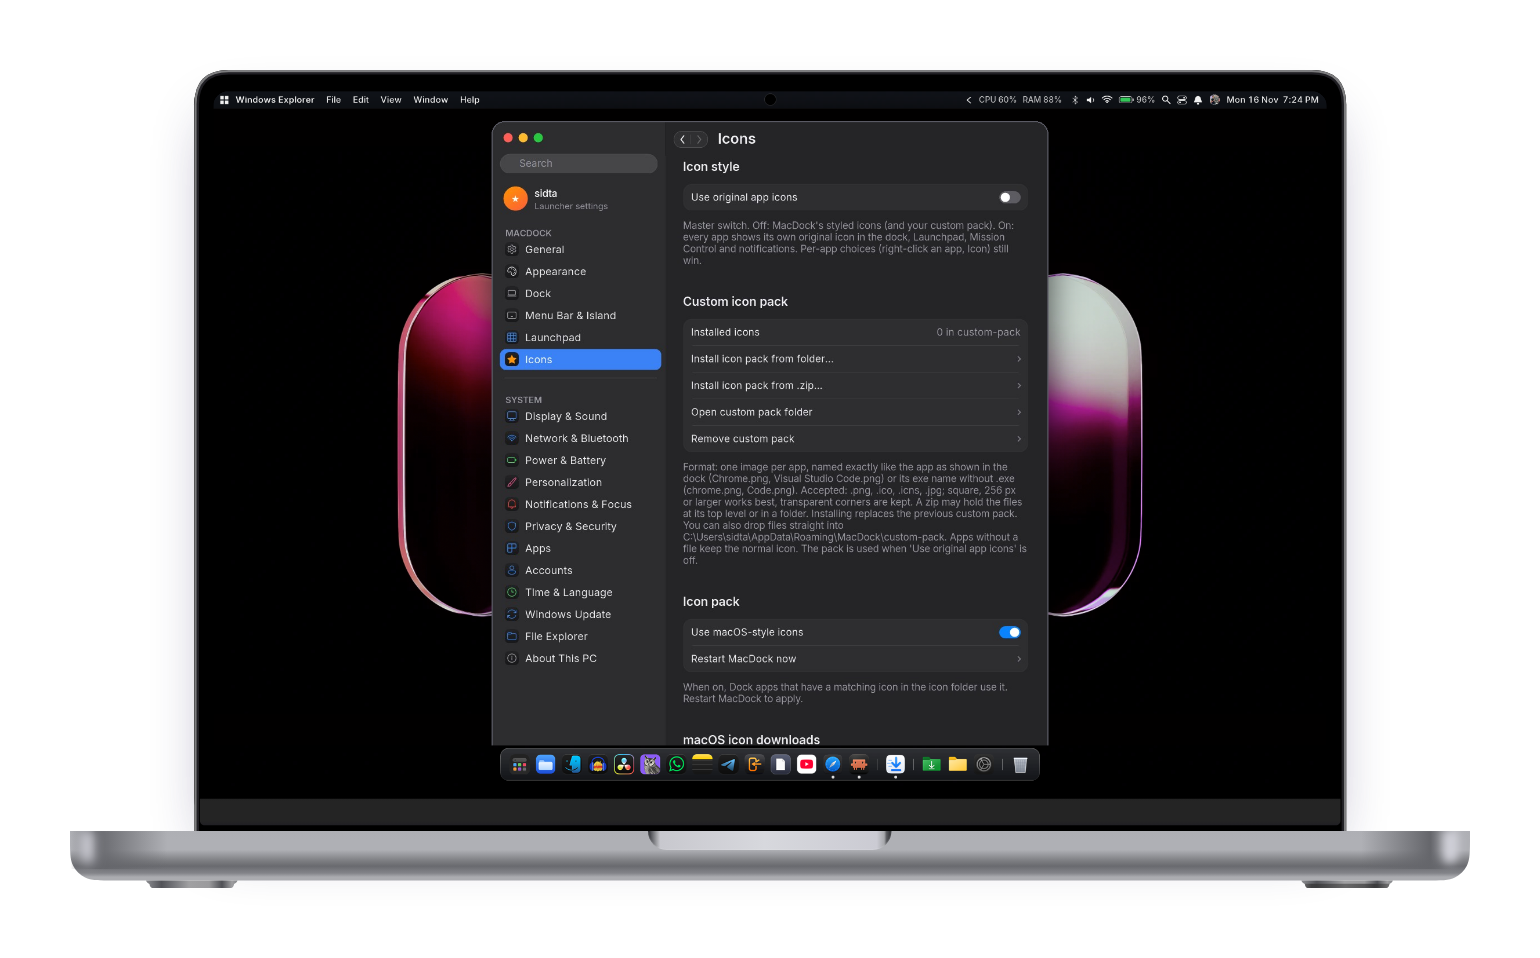 Windows Explorer File Edit View Window Help
CPU 60% RAM 88% 96% Mon 16 Nov 7:24 PM
Search
sidta
Launcher settings
MACDOCK
General
Appearance
Dock
Menu Bar & Island
Launchpad
Icons
SYSTEM
Display & Sound
Network & Bluetooth
Power & Battery
Personalization
Notifications & Focus
Privacy & Security
Apps
Accounts
Time & Language
Windows Update
File Explorer
About This PC
Icons
Icon style
Use original app icons
Master switch. Off: MacDock's styled icons (and your custom pack). On:
every app shows its own original icon in the dock, Launchpad, Mission
Control and notifications. Per-app choices (right-click an app, Icon) still
win.
Custom icon pack
Installed icons 0 in custom-pack
Install icon pack from folder...
Install icon pack from .zip...
Open custom pack folder
Remove custom pack
Format: one image per app, named exactly like the app as shown in the
dock (Chrome.png, Visual Studio Code.png) or its exe name without .exe
(chrome.png, Code.png). Accepted: .png, .ico, .icns, .jpg; square, 256 px
or larger works best, transparent corners are kept. A zip may hold the files
at its top level or in a folder. Installing replaces the previous custom pack.
You can also drop files straight into
C:\Users\sidta\AppData\Roaming\MacDock\custom-pack. Apps without a
file keep the normal icon. The pack is used when 'Use original app icons' is
off.
Icon pack
Use macOS-style icons
Restart MacDock now
When on, Dock apps that have a matching icon in the icon folder use it.
Restart MacDock to apply.
macOS icon downloads